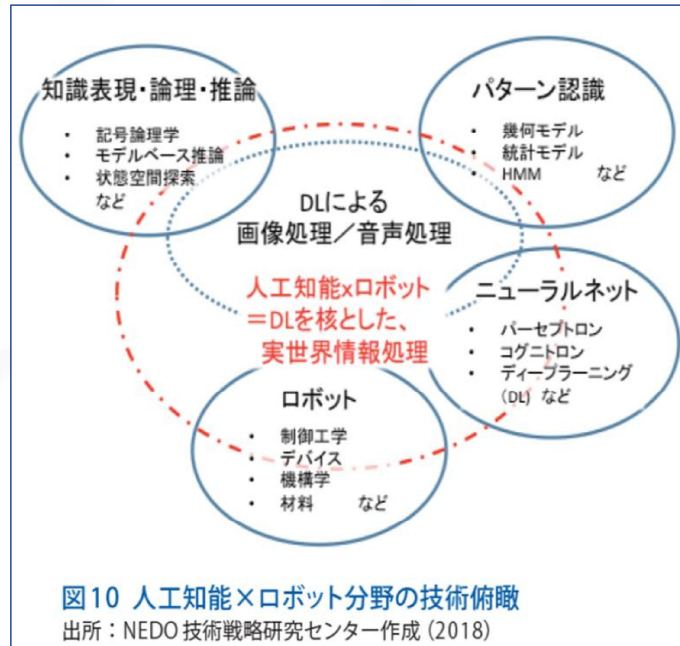 知識表現・論理・推論
・ 記号論理学
・ モデルベース推論
・ 状態空間探索
など
パターン認識
・ 幾何モデル
・ 統計モデル
・ HMM など
DLによる
画像処理／音声処理
人工知能xロボット
＝DLを核とした、
実世界情報処理
ニューラルネット
・ パーセプトロン
・ コグニトロン
・ ディープラーニング
(DL) など
ロボット
・ 制御工学
・ デバイス
・ 機構学
・ 材料 など
図10 人工知能×ロボット分野の技術俯瞰
出所：NEDO 技術戦略研究センター作成 (2018)